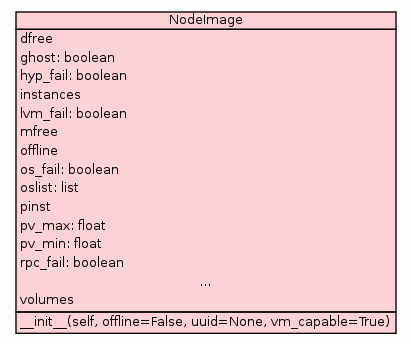 NodeImage
dfree
ghost: boolean
hyp_fail: boolean
instances
lvm_fail: boolean
mfree
offline
os_fail: boolean
oslist: list
pinst
pv_max: float
pv_min: float
rpc_fail: boolean
...
volumes
__init__(self, offline=False, uuid=None, vm_capable=True)